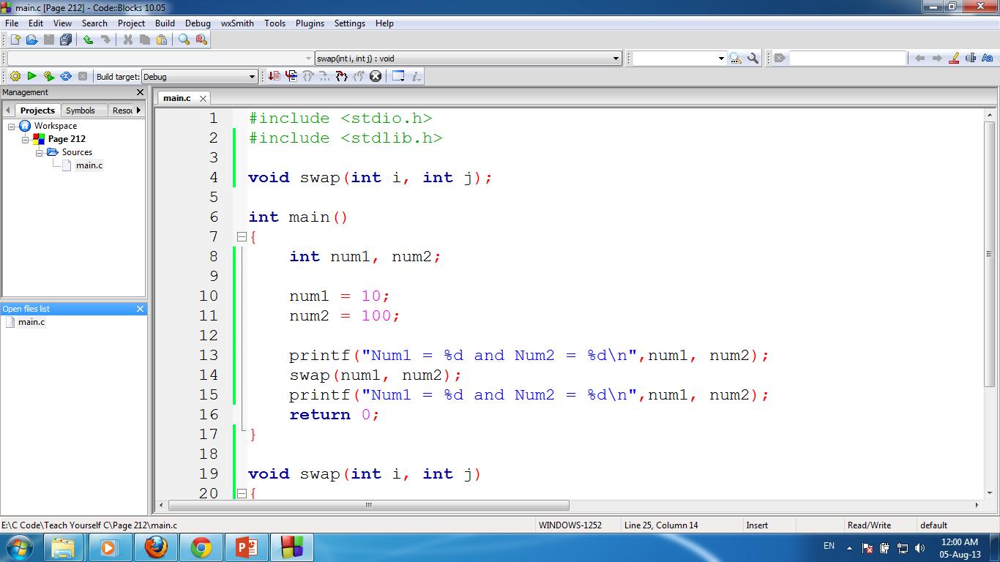 main.c [Page 212] - Code::Blocks 10.05
File Edit View Search Project Build Debug wxSmith Tools Plugins Settings Help
swap(int i, int j) : void
Build target: Debug
Management
main.c
Projects Symbols Resou
Workspace
Page 212
Sources
main.c
Open files list
main.c
1 #include <stdio.h>
2 #include <stdlib.h>
3
4 void swap(int i, int j);
5
6 int main()
7 {
8     int num1, num2;
9
10     num1 = 10;
11     num2 = 100;
12
13     printf("Num1 = %d and Num2 = %d\n",num1, num2);
14     swap(num1, num2);
15     printf("Num1 = %d and Num2 = %d\n",num1, num2);
16     return 0;
17 }
18
19 void swap(int i, int j)
20 {
E:\C Code\Teach Yourself C\Page 212\main.c WINDOWS-1252 Line 25, Column 14 Insert Read/Write default
EN 12:00 AM
05-Aug-13